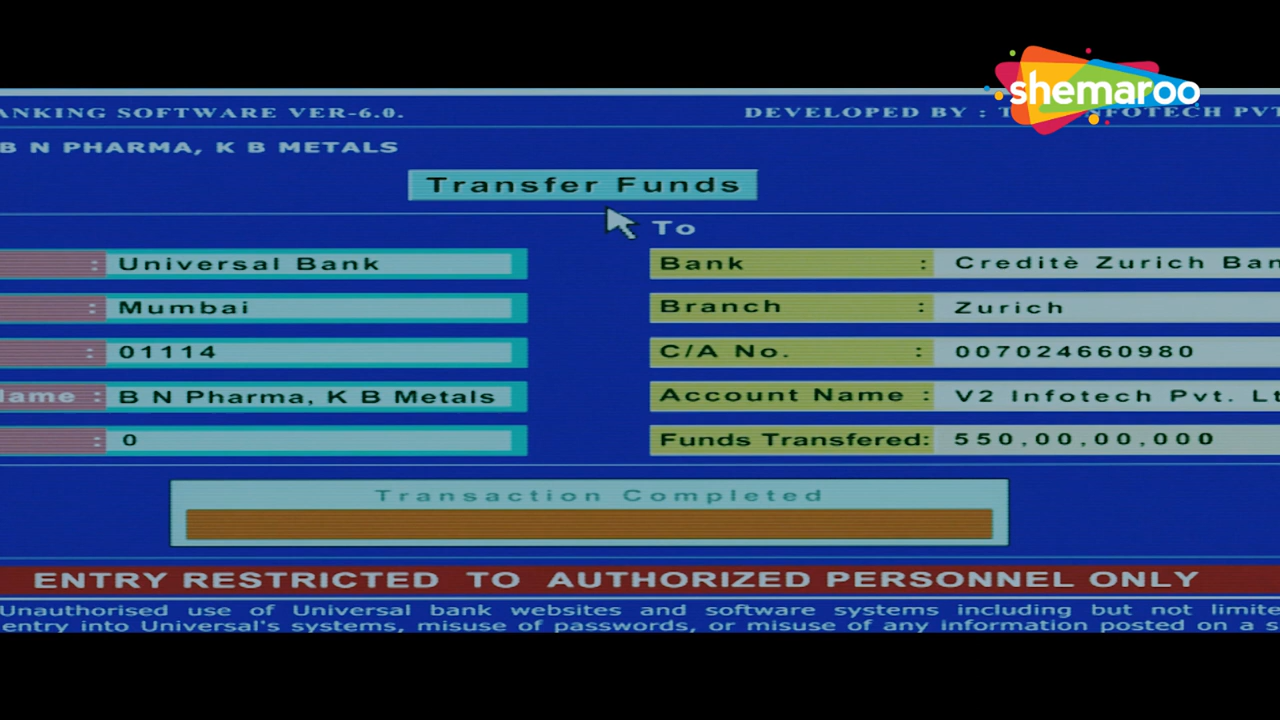 shemaroo
ANKING SOFTWARE VER-6.0. DEVELOPED BY : NFOTECH PVT
B N PHARMA, K B METALS
Transfer Funds
To
: Universal Bank Bank : Creditè Zurich Ban
: Mumbai Branch : Zurich
: 01114 C/A No. : 007024660980
lame : B N Pharma, K B Metals Account Name : V2 Infotech Pvt. Lt
: 0 Funds Transfered: 550,00,00,000
Transaction Completed
ENTRY RESTRICTED TO AUTHORIZED PERSONNEL ONLY
Unauthorised use of Universal bank websites and software systems including but not limite
entry into Universal's systems, misuse of passwords, or misuse of any information posted on a s